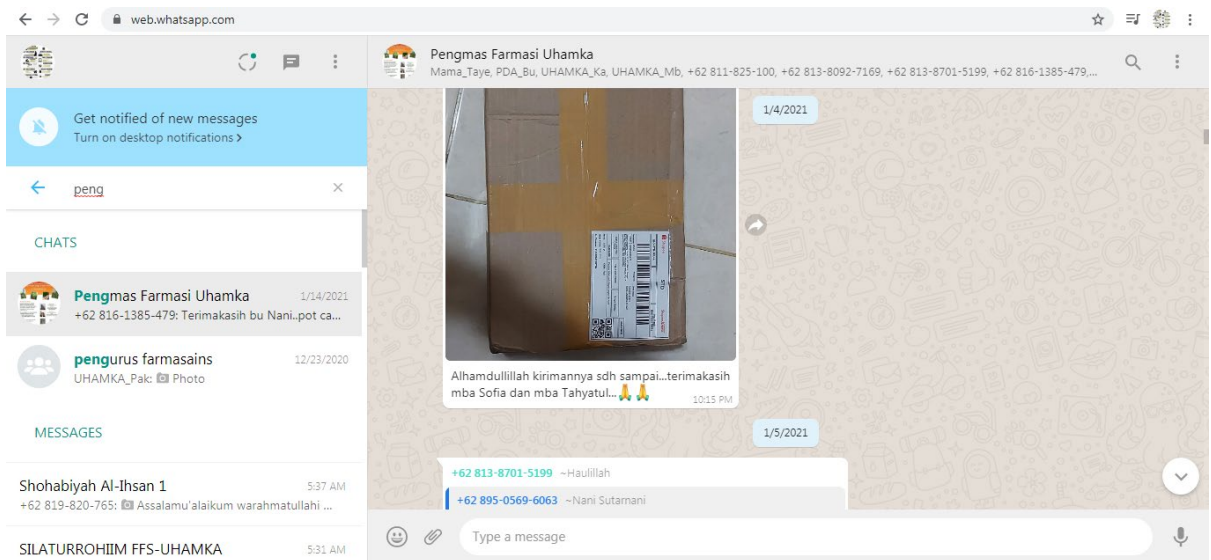 web.whatsapp.com
Get notified of new messages
Turn on desktop notifications >
peng
CHATS
Pengmas Farmasi Uhamka 1/14/2021
+62 816-1385-479: Terimakasih bu Nani..pot ca...
pengurus farmasains 12/23/2020
UHAMKA_Pak: Photo
MESSAGES
Shohabiyah Al-Ihsan 1 5:37 AM
+62 819-820-765: Assalamu'alaikum warahmatullahi ...
SILATURROHIIM FFS-UHAMKA 5:31 AM
Pengmas Farmasi Uhamka
Mama_Taye, PDA_Bu, UHAMKA_Ka, UHAMKA_Mb, +62 811-825-100, +62 813-8092-7169, +62 813-8701-5199, +62 816-1385-479,...
1/4/2021
Alhamdullillah kirimannya sdh sampai...terimakasih
mba Sofia dan mba Tahyatul...🙏🙏
10:15 PM
1/5/2021
+62 813-8701-5199 ~Haulillah
+62 895-0569-6063 ~Nani Sutarnani
Type a message